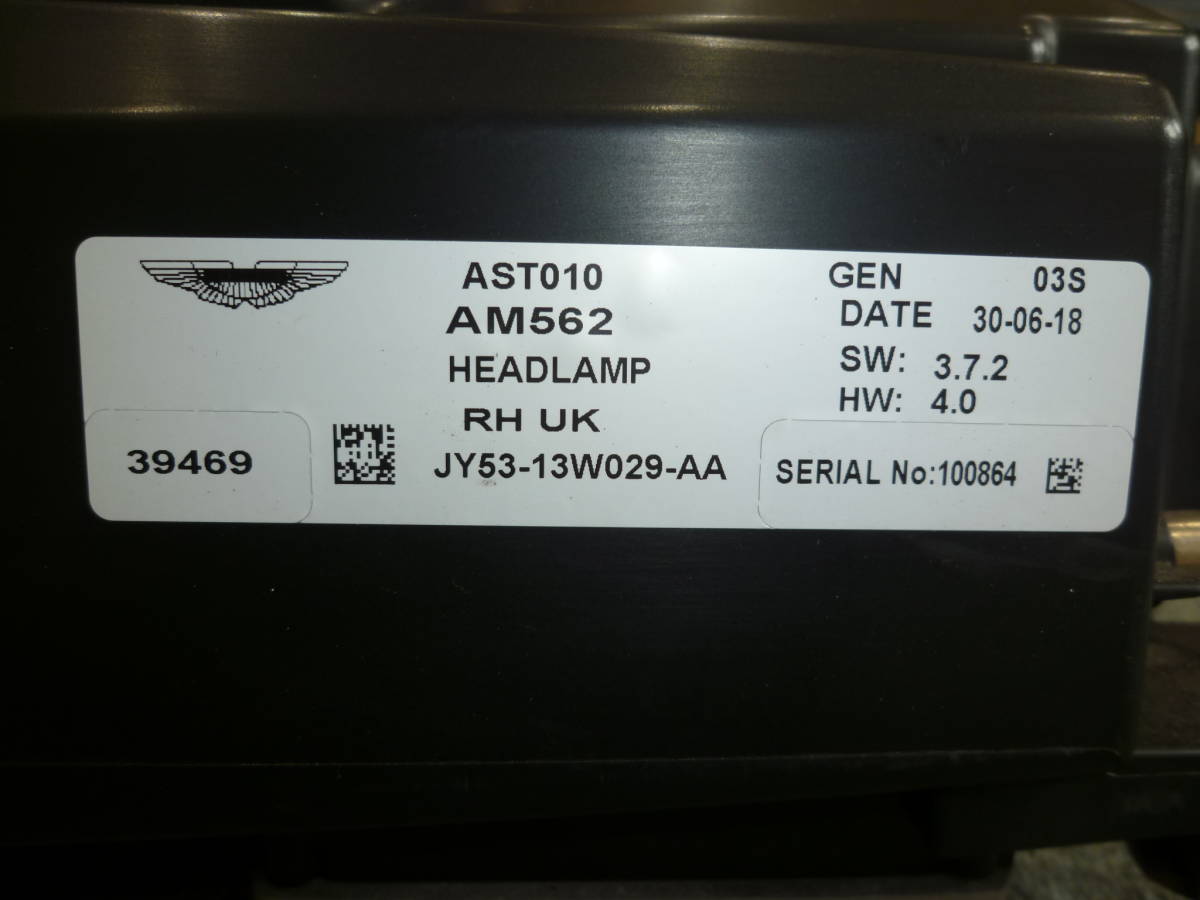 AST010
AM562
HEADLAMP
RH UK
JY53-13W029-AA
39469
GEN 03S
DATE 30-06-18
SW: 3.7.2
HW: 4.0
SERIAL No:100864